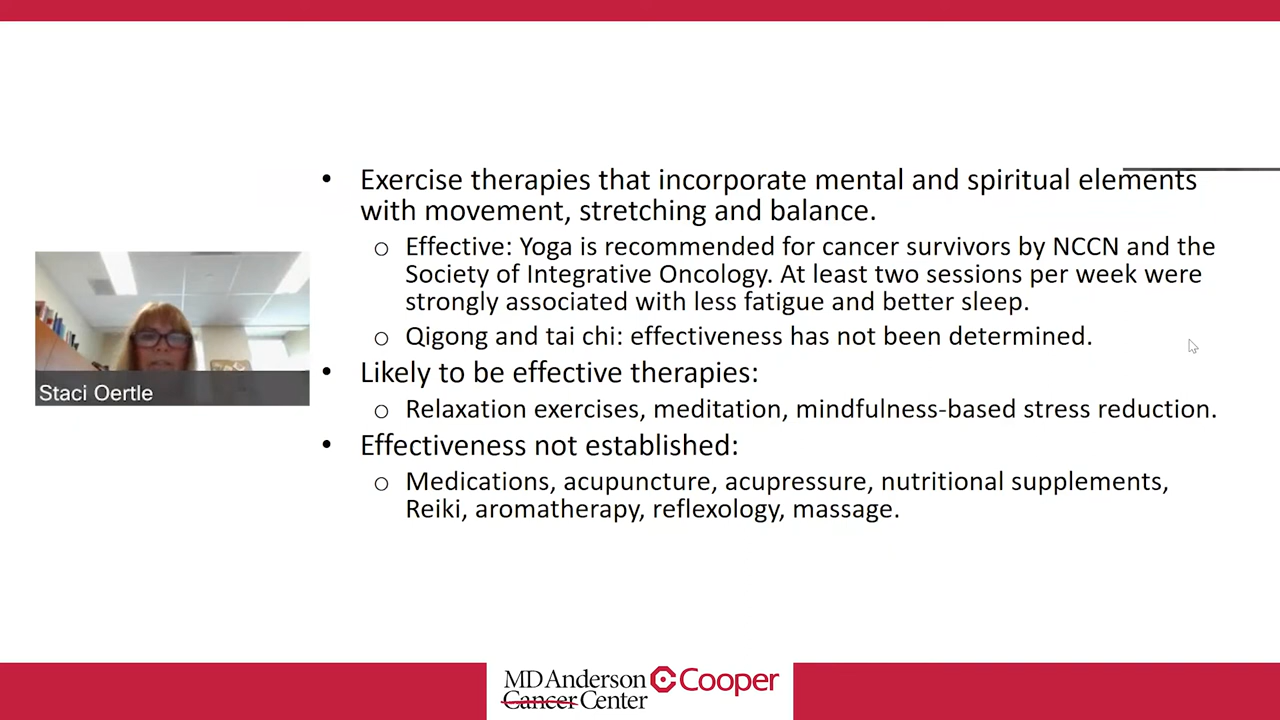 • Exercise therapies that incorporate mental and spiritual elements
with movement, stretching and balance.
o Effective: Yoga is recommended for cancer survivors by NCCN and the
Society of Integrative Oncology. At least two sessions per week were
strongly associated with less fatigue and better sleep.
o Qigong and tai chi: effectiveness has not been determined.
• Likely to be effective therapies:
o Relaxation exercises, meditation, mindfulness-based stress reduction.
• Effectiveness not established:
o Medications, acupuncture, acupressure, nutritional supplements,
Reiki, aromatherapy, reflexology, massage.
Staci Oertle
MD Anderson
Cancer Center
Cooper